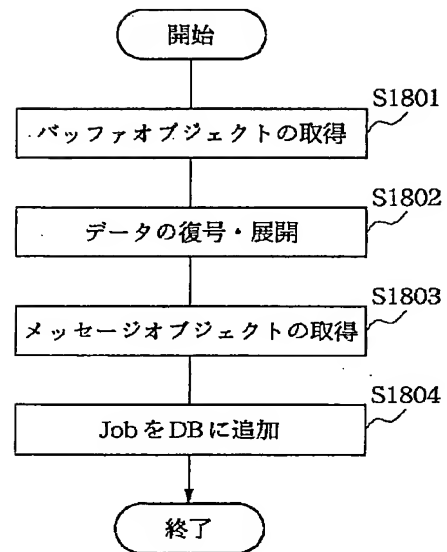 開始
S1801
バッファオブジェクトの取得
S1802
データの復号・展開
S1803
メッセージオブジェクトの取得
S1804
JobをDBに追加
終了